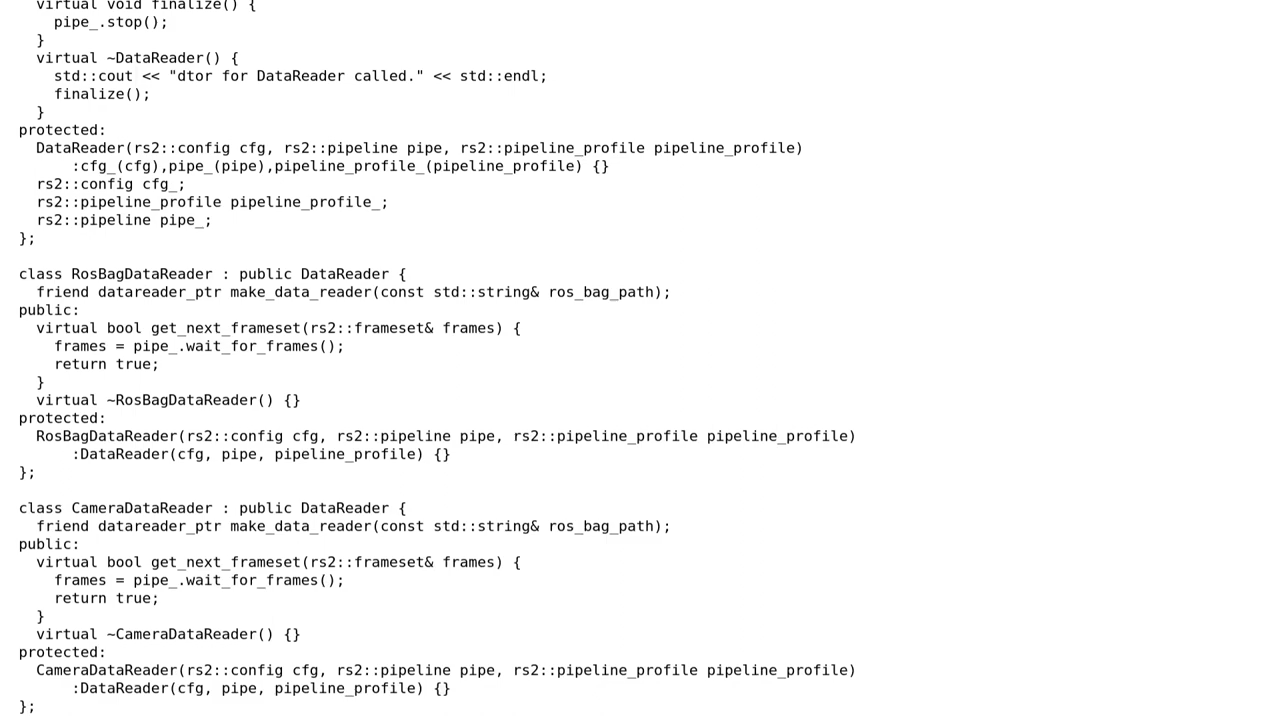 virtual void finalize() {
pipe_.stop();
}
virtual ~DataReader() {
std::cout << "dtor for DataReader called." << std::endl;
finalize();
}
protected:
DataReader(rs2::config cfg, rs2::pipeline pipe, rs2::pipeline_profile pipeline_profile)
:cfg_(cfg),pipe_(pipe),pipeline_profile_(pipeline_profile) {}
rs2::config cfg_;
rs2::pipeline_profile pipeline_profile_;
rs2::pipeline pipe_;
};
class RosBagDataReader : public DataReader {
friend datareader_ptr make_data_reader(const std::string& ros_bag_path);
public:
virtual bool get_next_frameset(rs2::frameset& frames) {
frames = pipe_.wait_for_frames();
return true;
}
virtual ~RosBagDataReader() {}
protected:
RosBagDataReader(rs2::config cfg, rs2::pipeline pipe, rs2::pipeline_profile pipeline_profile)
:DataReader(cfg, pipe, pipeline_profile) {}
};
class CameraDataReader : public DataReader {
friend datareader_ptr make_data_reader(const std::string& ros_bag_path);
public:
virtual bool get_next_frameset(rs2::frameset& frames) {
frames = pipe_.wait_for_frames();
return true;
}
virtual ~CameraDataReader() {}
protected:
CameraDataReader(rs2::config cfg, rs2::pipeline pipe, rs2::pipeline_profile pipeline_profile)
:DataReader(cfg, pipe, pipeline_profile) {}
};